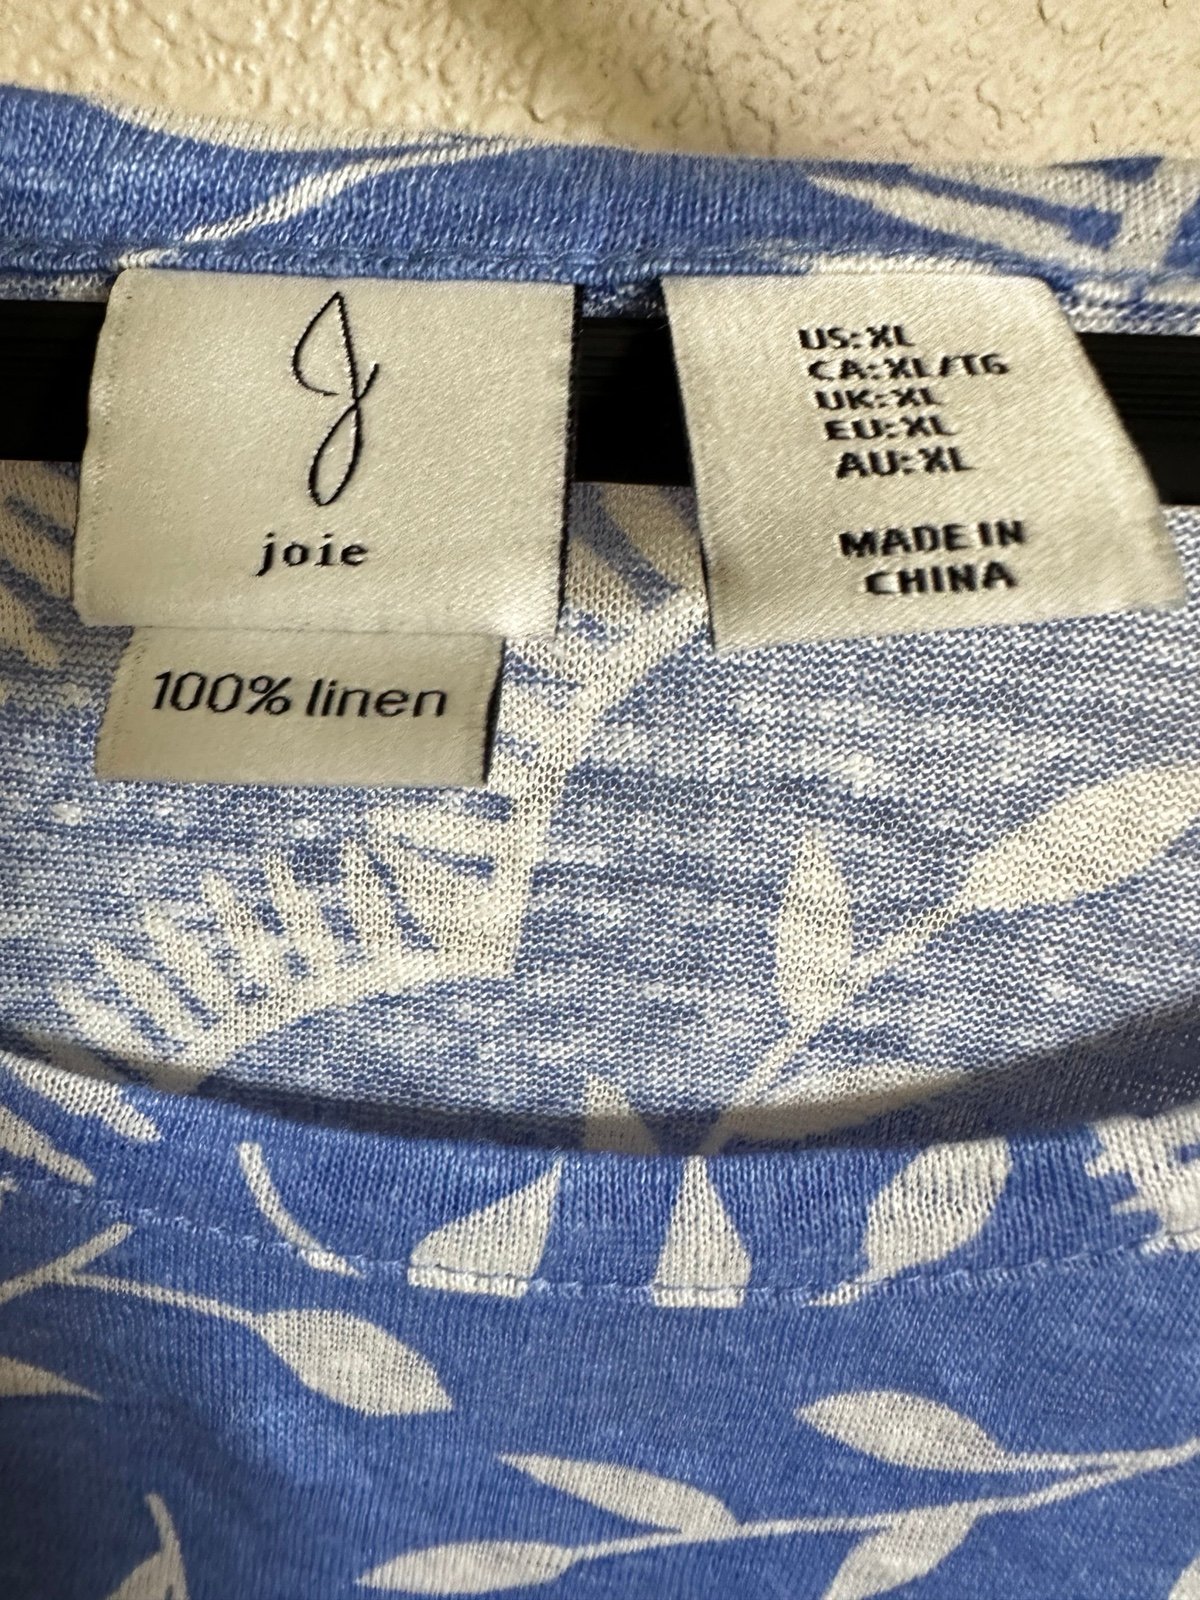 J
joie
100% linen
US:XL
CA:XL/TG
UK:XL
EU:XL
AU:XL
MADE IN
CHINA